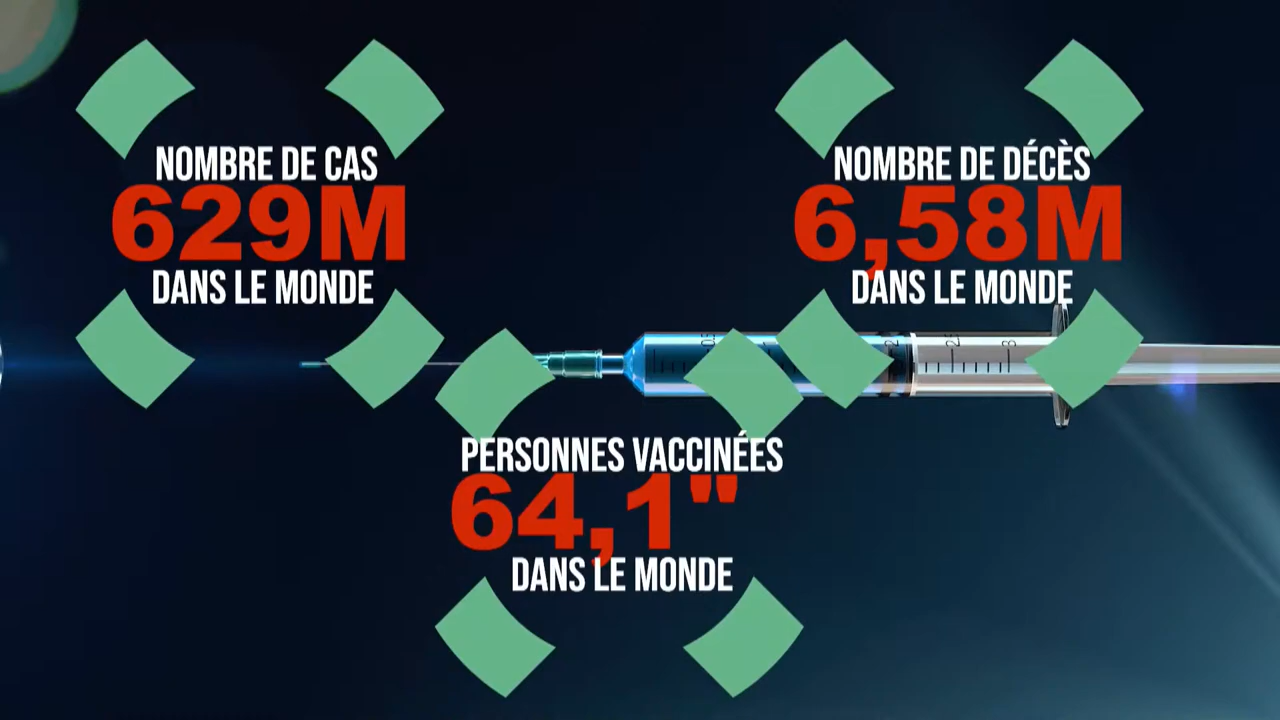 NOMBRE DE CAS
629M
DANS LE MONDE
NOMBRE DE DÉCÈS
6,58M
DANS LE MONDE
PERSONNES VACCINÉES
64,1"
DANS LE MONDE